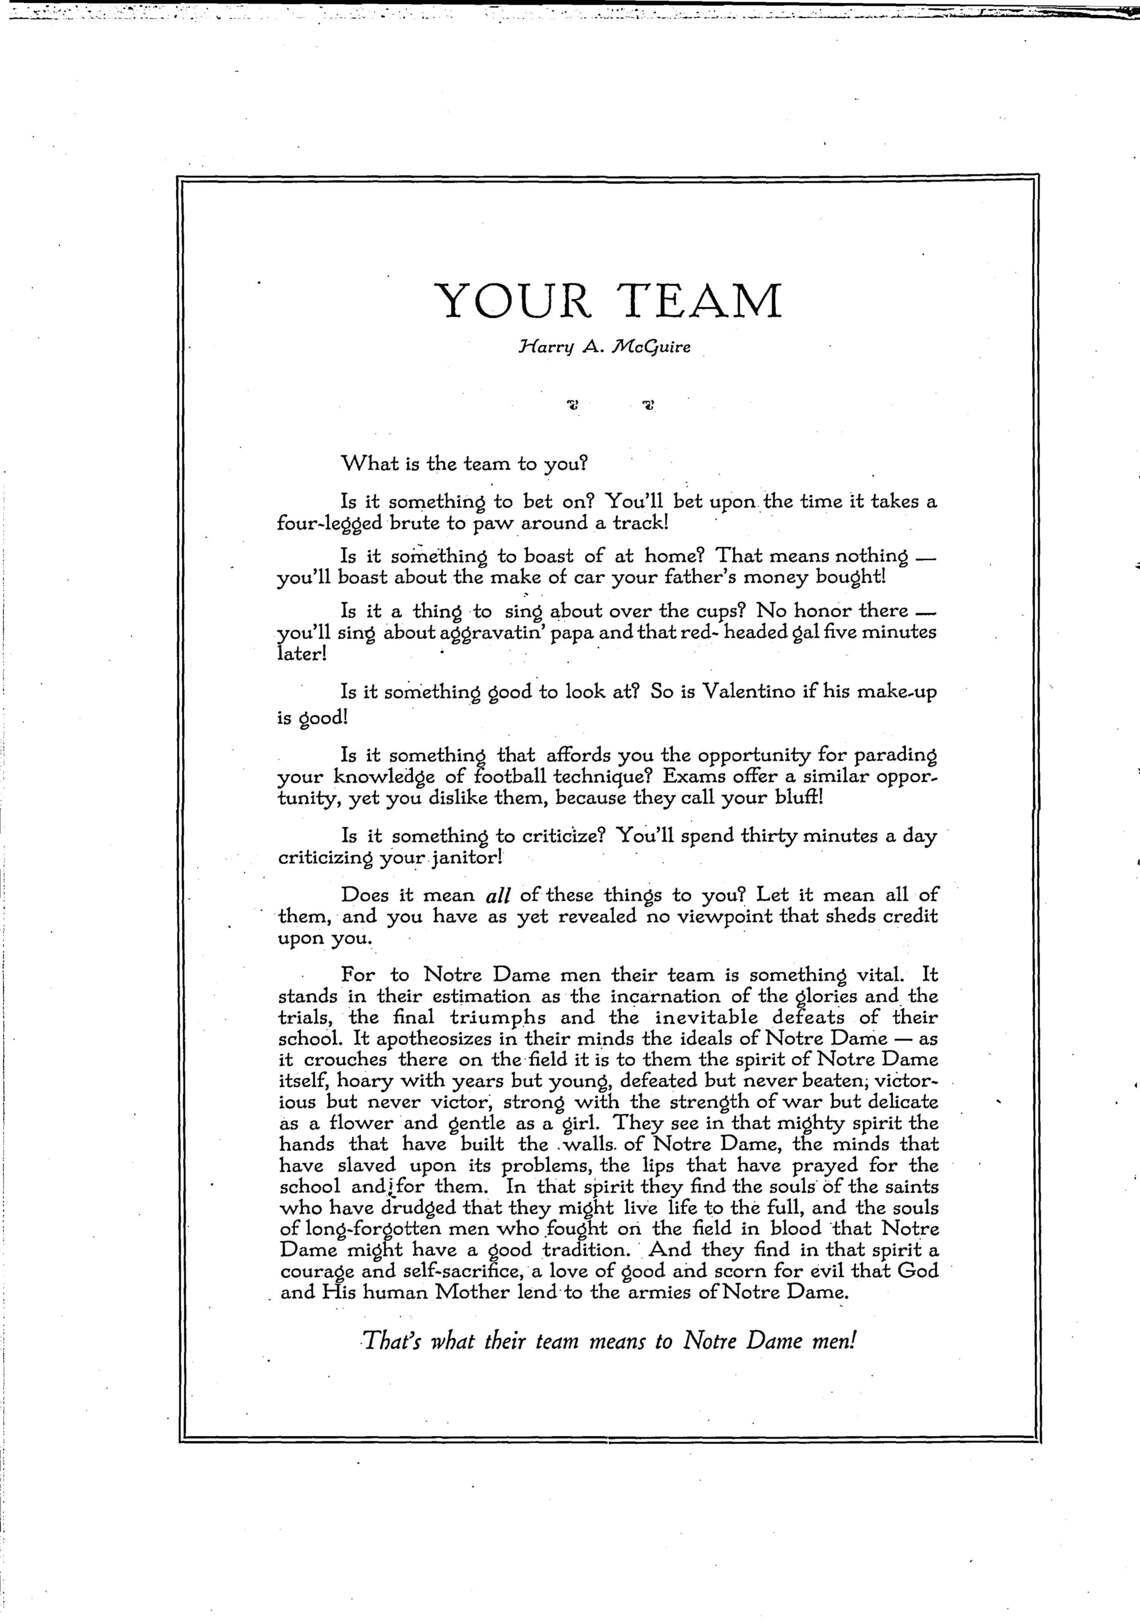 YOUR TEAM
Harry A. McGuire
What is the team to you?
Is it something to bet on? You'll bet upon the time it takes a
four-legged brute to paw around a track!
Is it something to boast of at home? That means nothing —
you'll boast about the make of car your father's money bought!
Is it a thing to sing about over the cups? No honor there —
you'll sing about aggravatin' papa and that red-headed gal five minutes
later!
Is it something good to look at? So is Valentino if his make-up
is good!
Is it something that affords you the opportunity for parading
your knowledge of football technique? Exams offer a similar oppor-
tunity, yet you dislike them, because they call your bluff!
Is it something to criticize? You'll spend thirty minutes a day
criticizing your janitor!
Does it mean all of these things to you? Let it mean all of
them, and you have as yet revealed no viewpoint that sheds credit
upon you.
For to Notre Dame men their team is something vital. It
stands in their estimation as the incarnation of the glories and the
trials, the final triumphs and the inevitable defeats of their
school. It apotheosizes in their minds the ideals of Notre Dame — as
it crouches there on the field it is to them the spirit of Notre Dame
itself, hoary with years but young, defeated but never beaten, victor-
ious but never victor, strong with the strength of war but delicate
as a flower and gentle as a girl. They see in that mighty spirit the
hands that have built the walls of Notre Dame, the minds that
have slaved upon its problems, the lips that have prayed for the
school and for them. In that spirit they find the souls of the saints
who have drudged that they might live life to the full, and the souls
of long-forgotten men who fought on the field in blood that Notre
Dame might have a good tradition. And they find in that spirit a
courage and self-sacrifice, a love of good and scorn for evil that God
and His human Mother lend to the armies of Notre Dame.
That's what their team means to Notre Dame men!